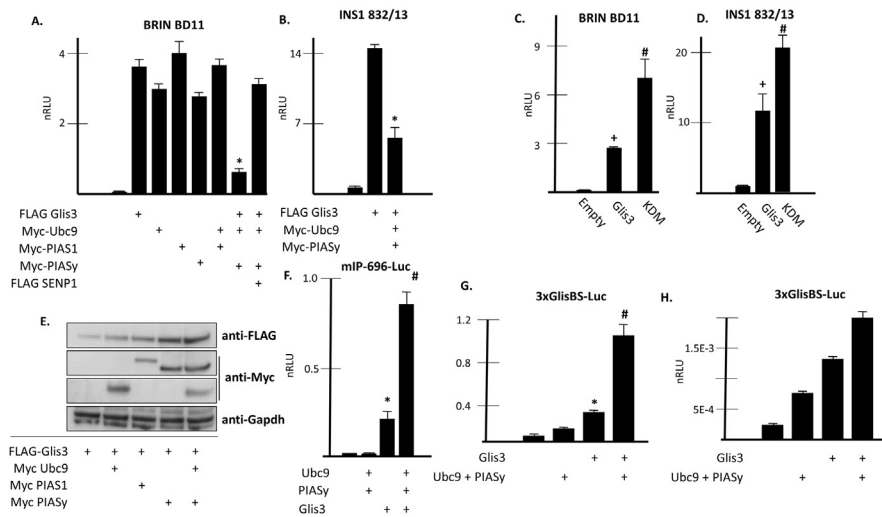 A.
BRIN BD11
4
2
nRLU
*
FLAG Glis3 + + + + + + +
Myc-Ubc9 + + + +
Myc-PIAS1 + +
Myc-PIASy + + +
FLAG SENP1 +
B.
INS1 832/13
14
7
nRLU
*
FLAG Glis3 + +
Myc-Ubc9 +
Myc-PIASy +
C.
BRIN BD11
9
6
3
nRLU
+
#
Empty
Glis3
KDM
D.
INS1 832/13
20
10
nRLU
+
#
Empty
Glis3
KDM
E.
anti-FLAG
anti-Myc
anti-Gapdh
FLAG-Glis3 + + + + +
Myc Ubc9 + +
Myc PIAS1 +
Myc PIASy + +
F.
mIP-696-Luc
1.0
0.5
nRLU
*
#
Ubc9 + +
PIASy + +
Glis3 + +
G.
3xGlisBS-Luc
1.2
0.8
0.4
nRLU
*
#
Glis3 + +
Ubc9 + PIASy + +
H.
3xGlisBS-Luc
1.5E-3
5E-4
nRLU
Glis3 + +
Ubc9 + PIASy + +